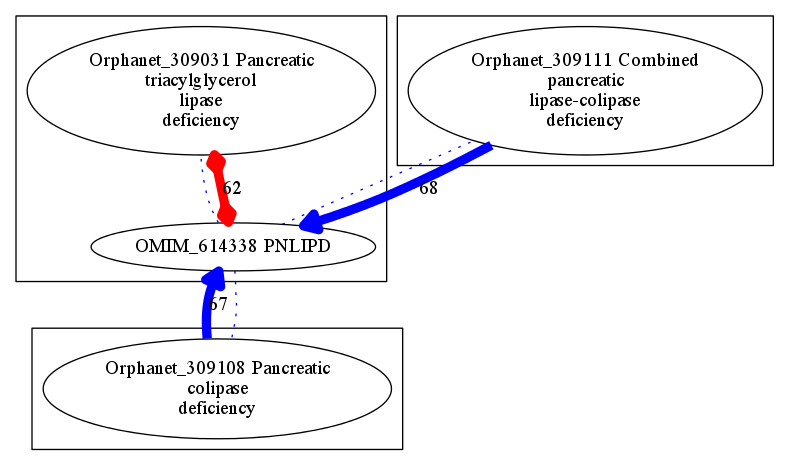 Orphanet_309031 Pancreatic
triacylglycerol
lipase
deficiency
Orphanet_309111 Combined
pancreatic
lipase-colipase
deficiency
62
68
OMIM_614338 PNLIPD
67
Orphanet_309108 Pancreatic
colipase
deficiency